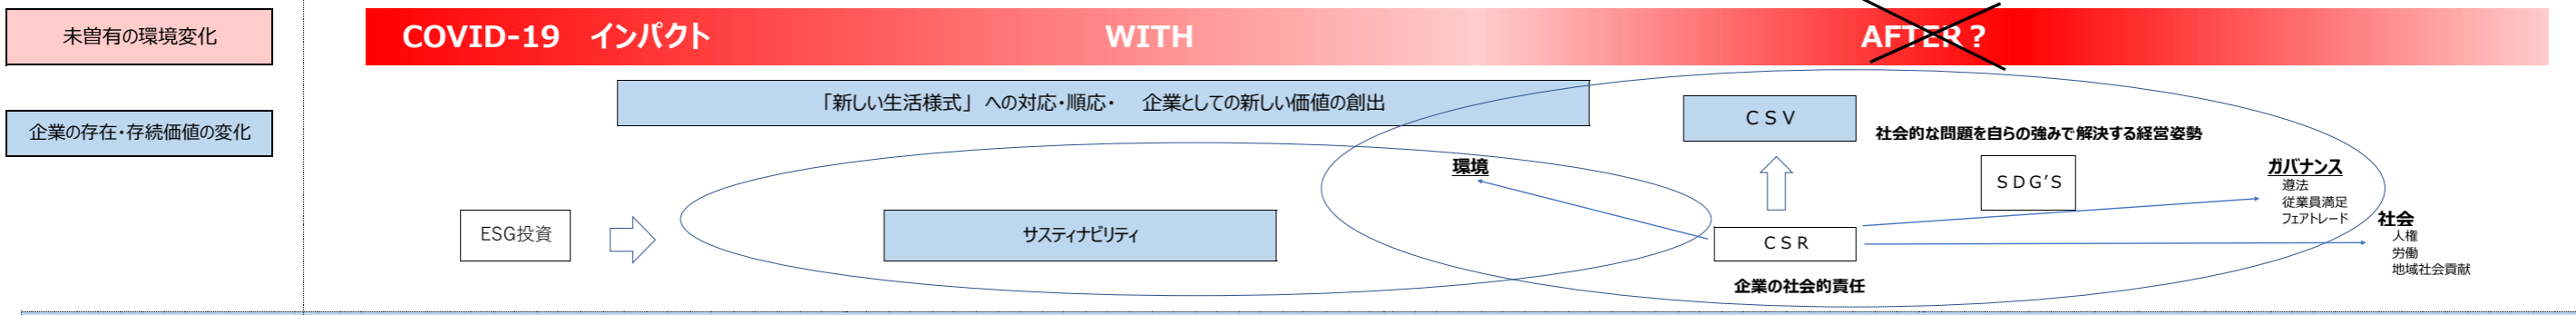 未曽有の環境変化
COVID-19　インパクト
WITH
AFTER？
「新しい生活様式」への対応・順応・　企業としての新しい価値の創出
企業の存在・存続価値の変化
ＣＳＶ
社会的な問題を自らの強みで解決する経営姿勢
環境
ＳＤＧ’Ｓ
ガバナンス
遵法
従業員満足
フェアトレード
ESG投資
サスティナビリティ
ＣＳＲ
社会
人権
労働
地域社会貢献
企業の社会的責任